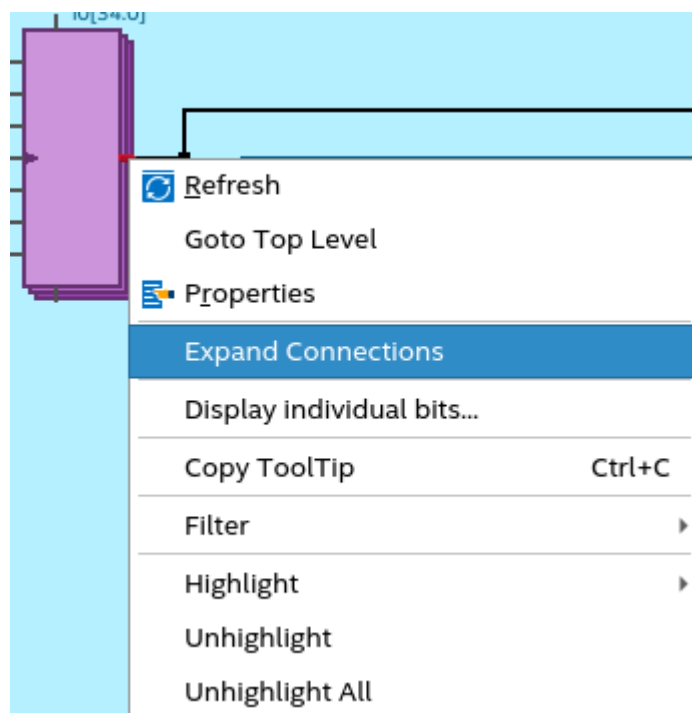 Refresh
Goto Top Level
Properties
Expand Connections
Display individual bits...
Copy ToolTip Ctrl+C
Filter
Highlight
Unhighlight
Unhighlight All